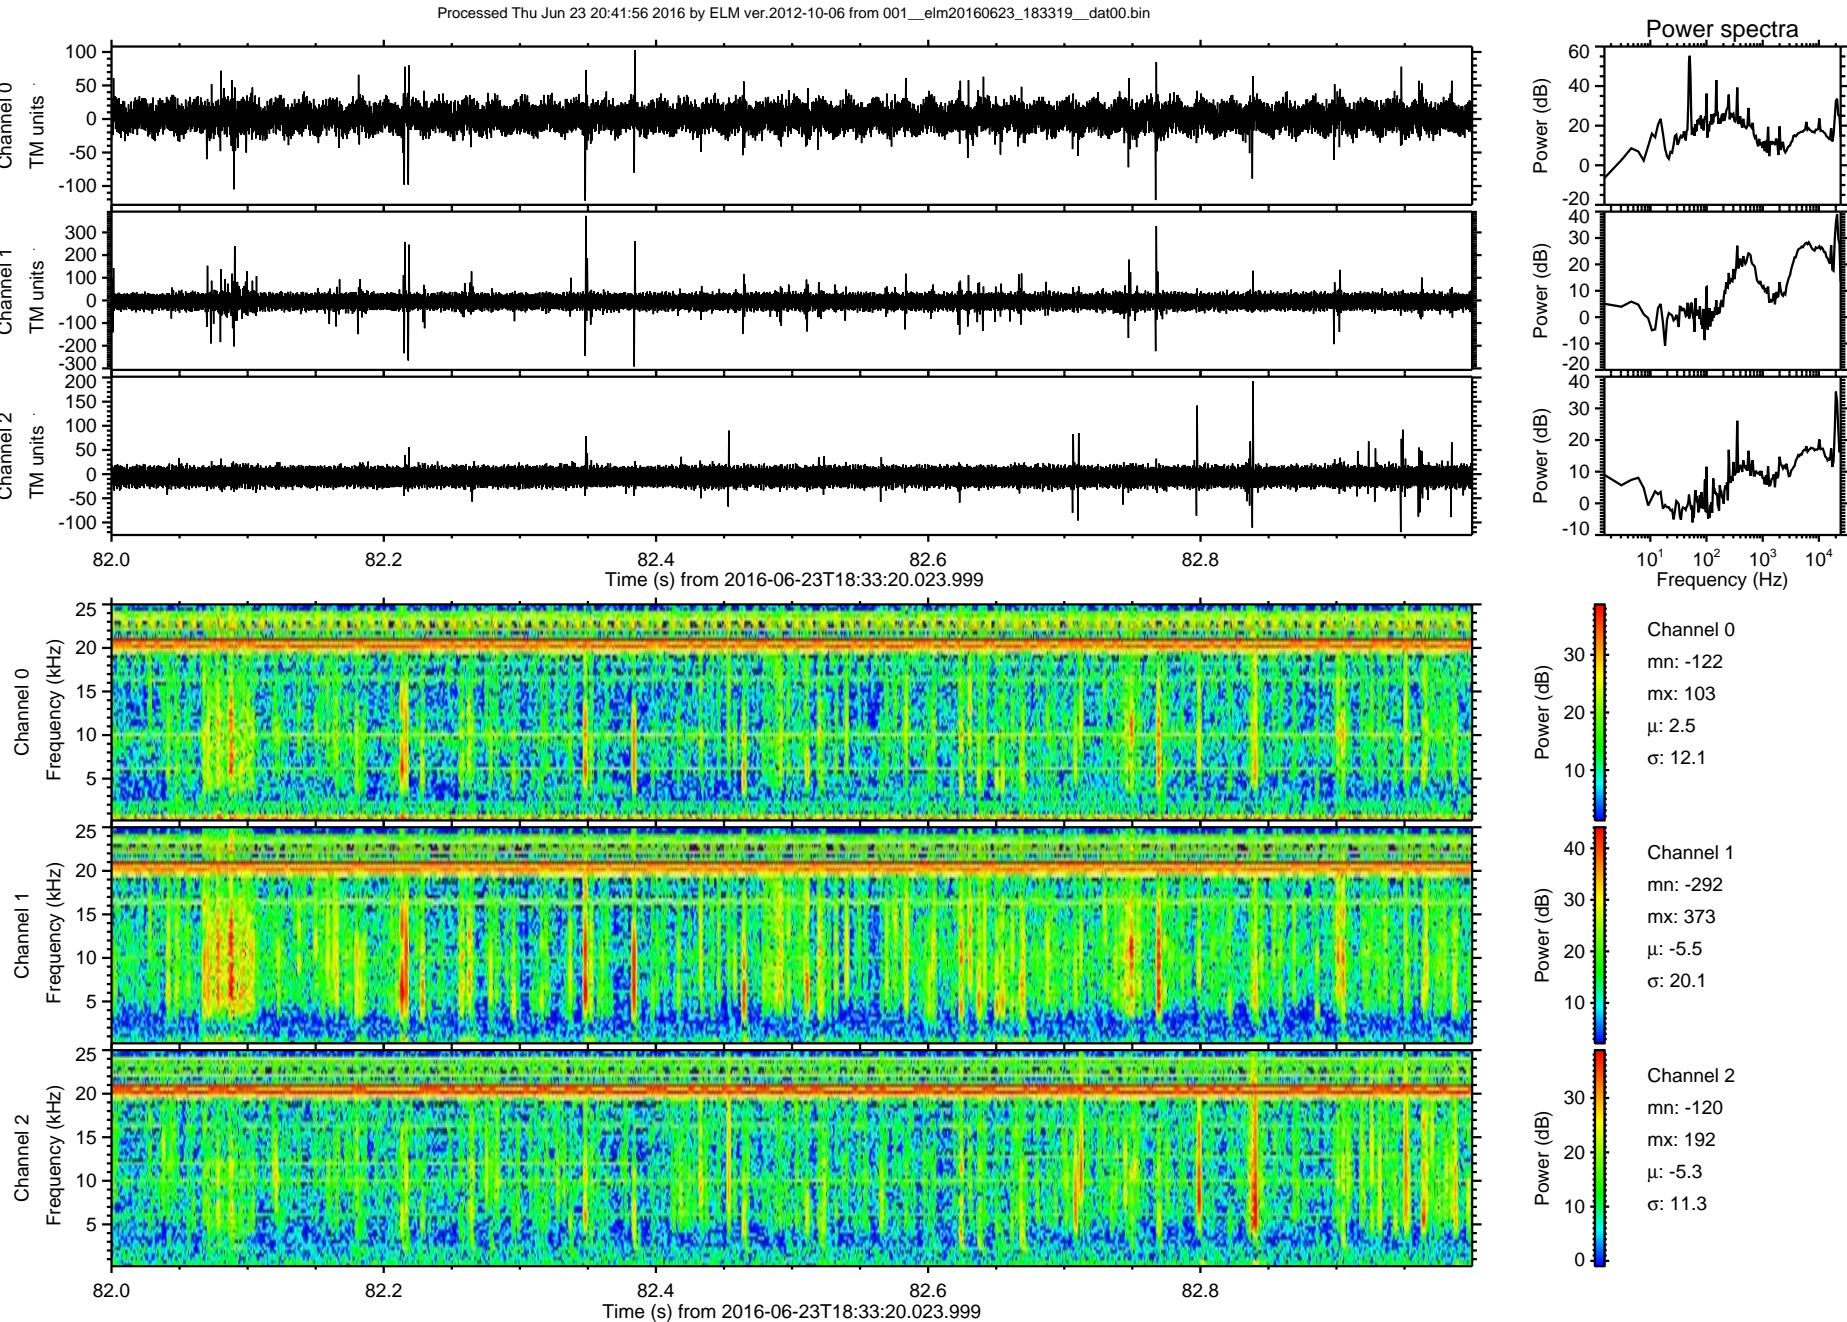 Processed Thu Jun 23 20:41:56 2016 by ELM ver.2012-10-06 from 001__elm20160623_183319__dat00.bin
Power spectra
Channel 0
TM units
100
50
0
-50
-100
Power (dB)
60
40
20
0
-20
Channel 1
TM units
300
200
100
0
-100
-200
-300
Power (dB)
40
30
20
10
0
-10
-20
Channel 2
TM units
200
150
100
50
0
-50
-100
Power (dB)
40
30
20
10
0
-10
82.0 82.2 82.4 82.6 82.8
Time (s) from 2016-06-23T18:33:20.023.999
10^1 10^2 10^3 10^4
Frequency (Hz)
Channel 0
Frequency (kHz)
25
20
15
10
5
Power (dB)
30
20
10
Channel 0
mn: -122
mx: 103
μ: 2.5
σ: 12.1
Channel 1
Frequency (kHz)
25
20
15
10
5
Power (dB)
40
30
20
10
Channel 1
mn: -292
mx: 373
μ: -5.5
σ: 20.1
Channel 2
Frequency (kHz)
25
20
15
10
5
Power (dB)
30
20
10
0
Channel 2
mn: -120
mx: 192
μ: -5.3
σ: 11.3
82.0 82.2 82.4 82.6 82.8
Time (s) from 2016-06-23T18:33:20.023.999